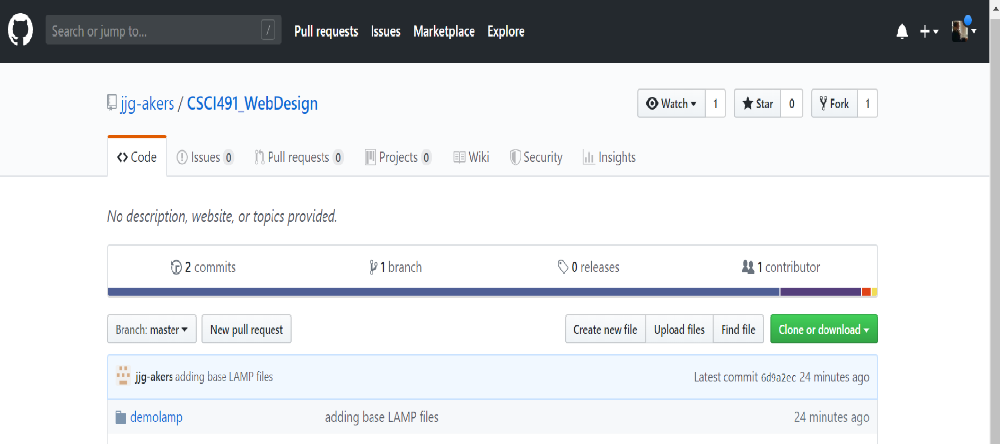 Search or jump to... / Pull requests Issues Marketplace Explore
jjg-akers / CSCI491_WebDesign Watch 1 Star 0 Fork 1
Code Issues 0 Pull requests 0 Projects 0 Wiki Security Insights
No description, website, or topics provided.
2 commits 1 branch 0 releases 1 contributor
Branch: master New pull request Create new file Upload files Find file Clone or download
jjg-akers adding base LAMP files Latest commit 6d9a2ec 24 minutes ago
demolamp adding base LAMP files 24 minutes ago